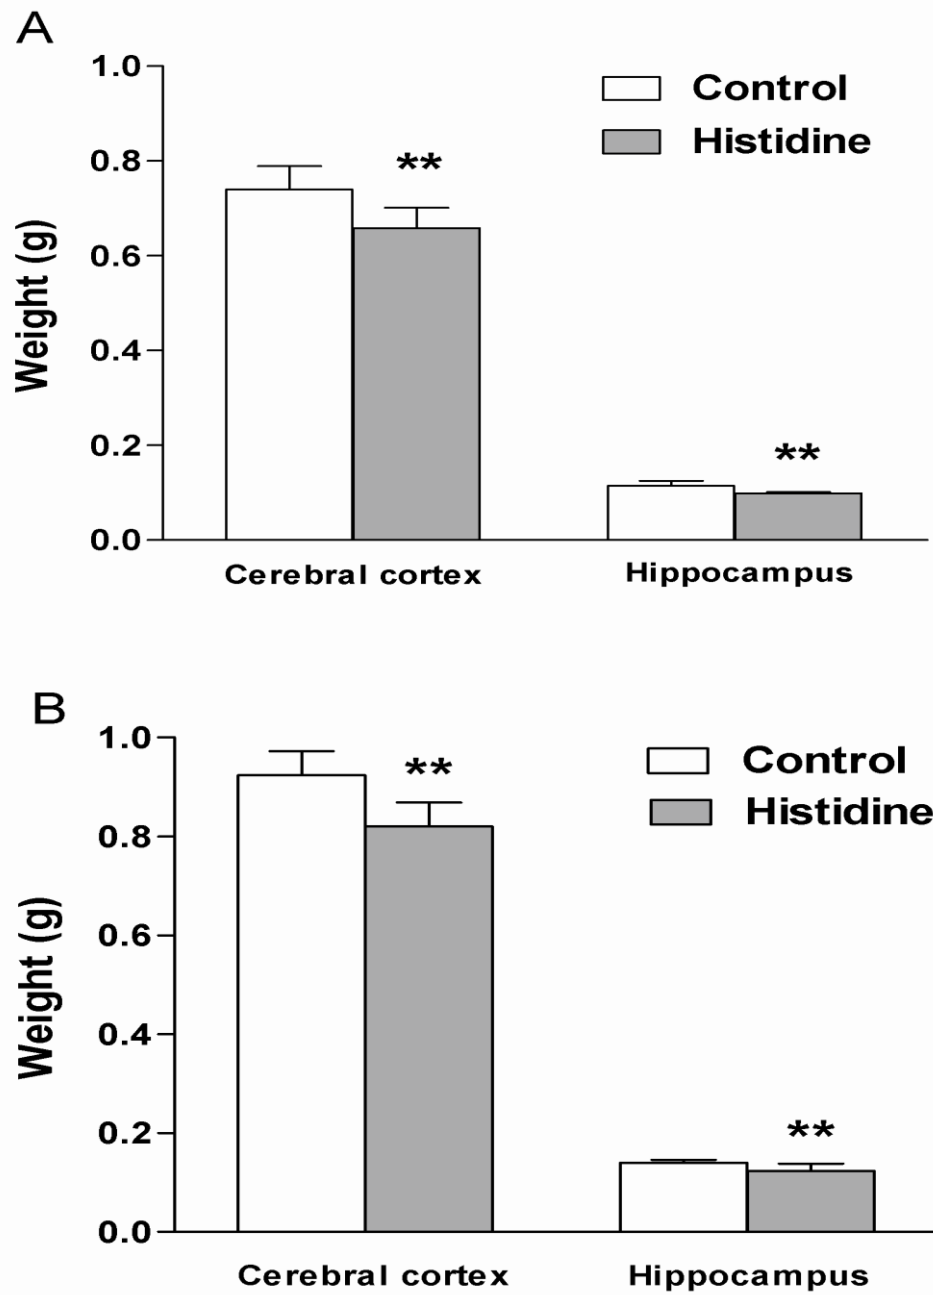 A
1.0
0.8
0.6
0.4
0.2
0.0
Weight (g)
Control
Histidine
**
**
Cerebral cortex
Hippocampus
B
1.0
0.8
0.6
0.4
0.2
0.0
Weight (g)
Control
Histidine
**
**
Cerebral cortex
Hippocampus